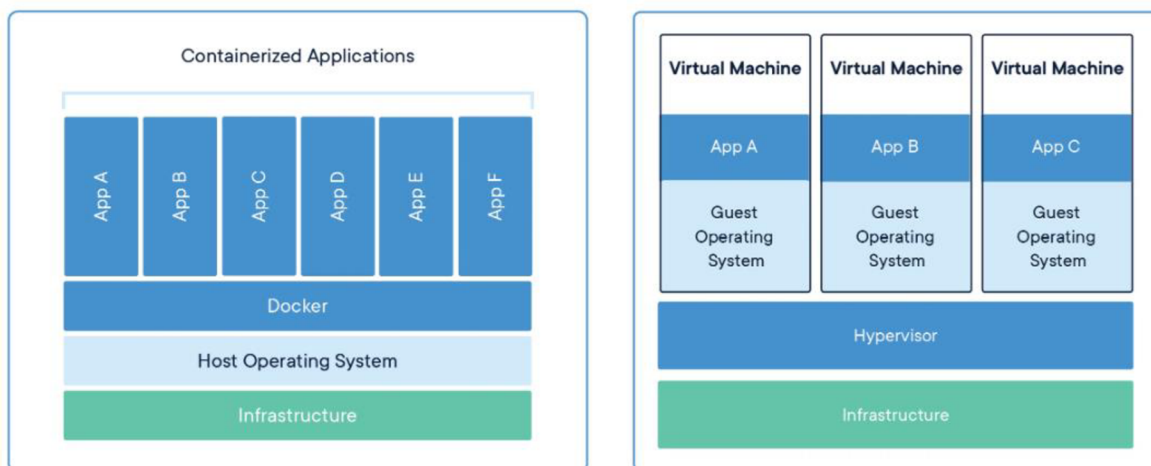 Containerized Applications
App A
App B
App C
App D
App E
App F
Docker
Host Operating System
Infrastructure
Virtual Machine
App A
Guest
Operating
System
Virtual Machine
App B
Guest
Operating
System
Virtual Machine
App C
Guest
Operating
System
Hypervisor
Infrastructure